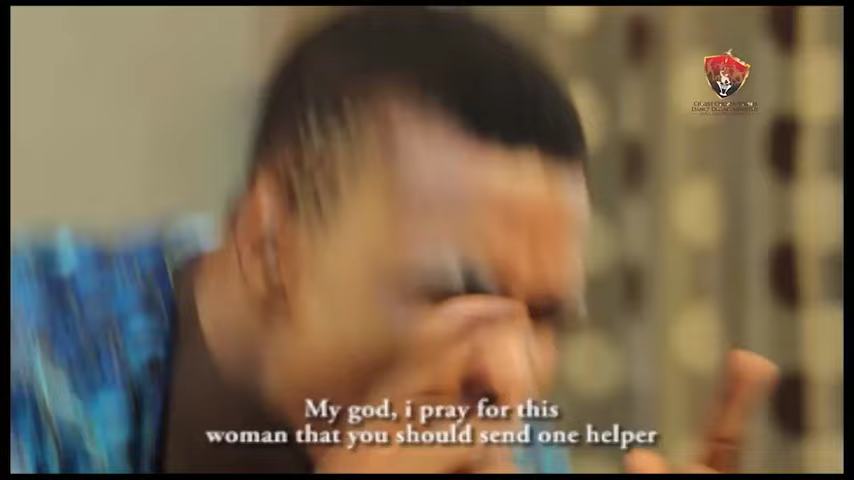 My god, i pray for this
woman that you should send one helper